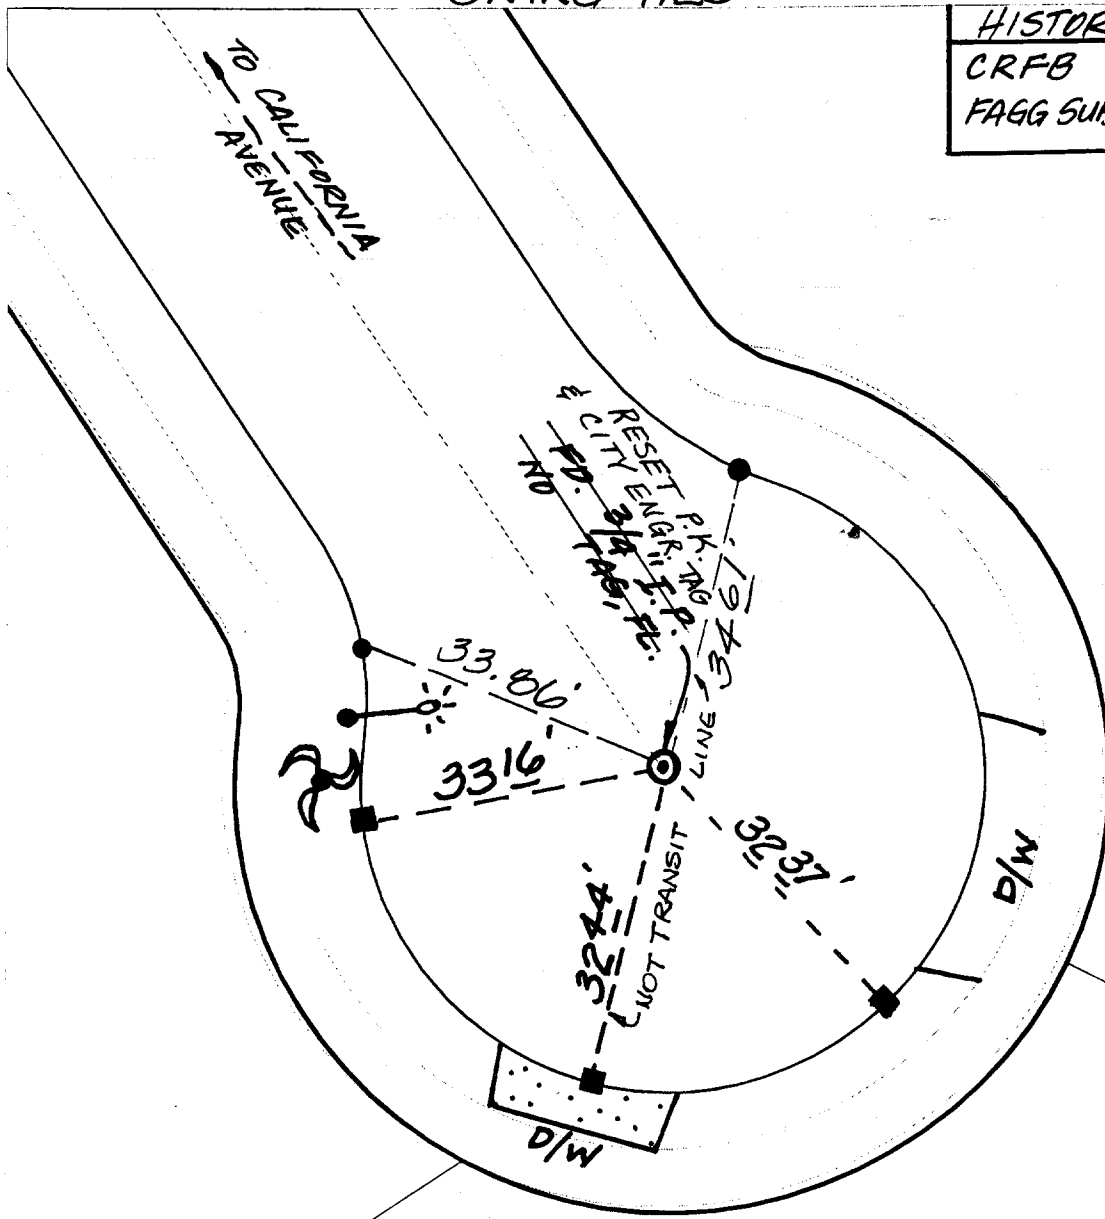 HISTOR
CRFB
FAGG SUB
TO CALIFORNIA
AVENUE
RESET P.K. TAG
& CITY ENGR.
FD. 3/4" I.P.
NO TAG, FL.
34 61'
33.86'
33 16'
32 37'
32 44'
NOT TRANSIT LINE
D/W
D/W